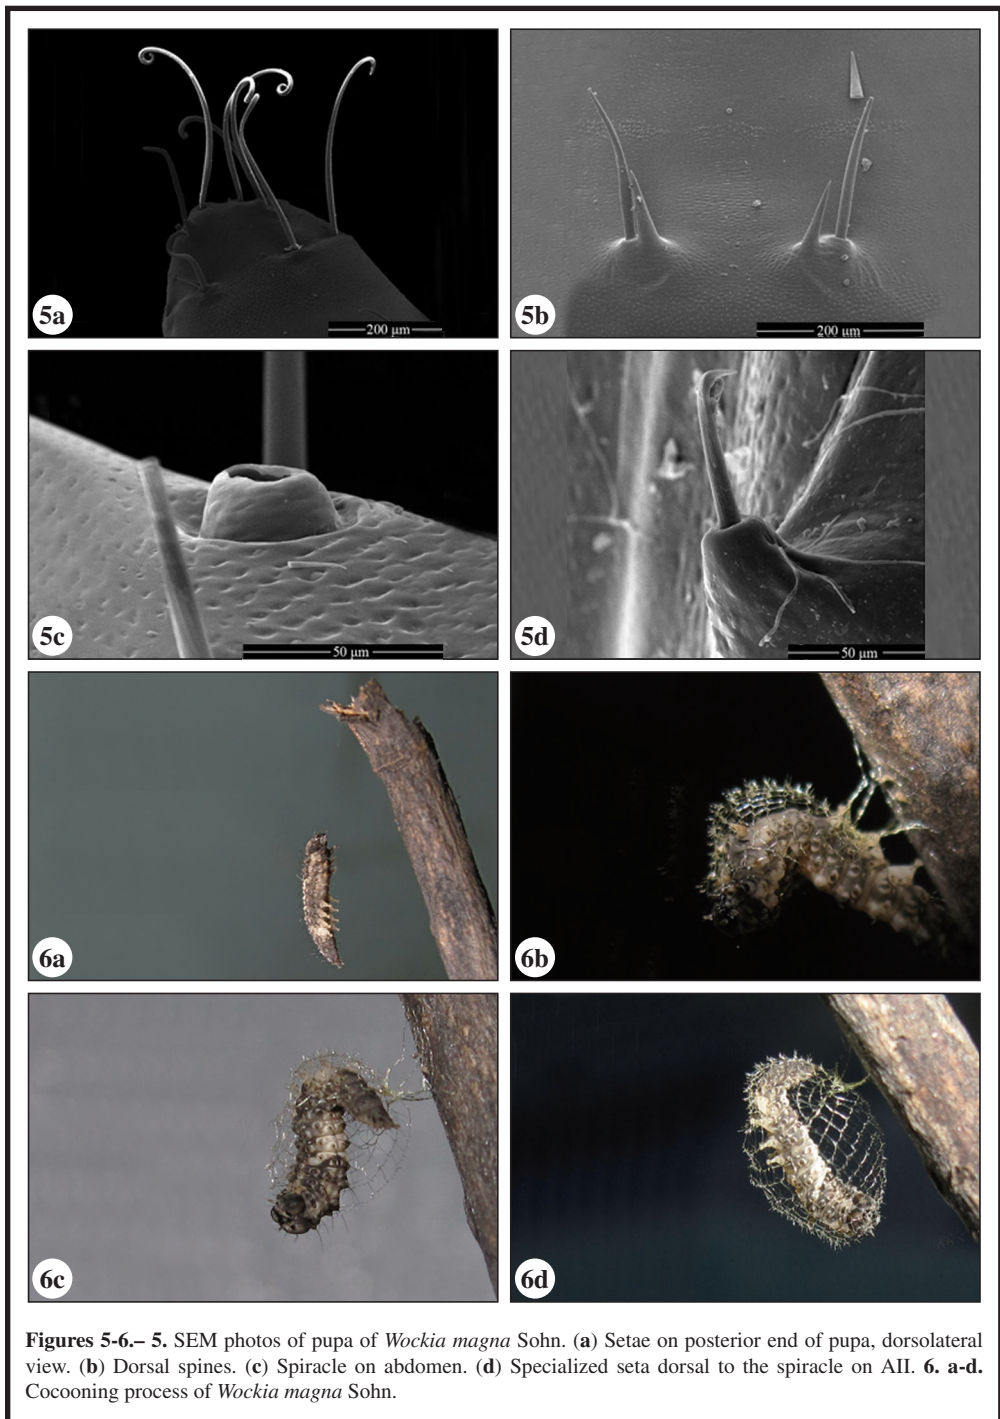 5a
200 µm
5b
200 µm
5c
50 µm
5d
50 µm
6a
6b
6c
6d
Figures 5-6.– 5. SEM photos of pupa of Wockia magna Sohn. (a) Setae on posterior end of pupa, dorsolateral
view. (b) Dorsal spines. (c) Spiracle on abdomen. (d) Specialized seta dorsal to the spiracle on AII. 6. a-d.
Cocooning process of Wockia magna Sohn.